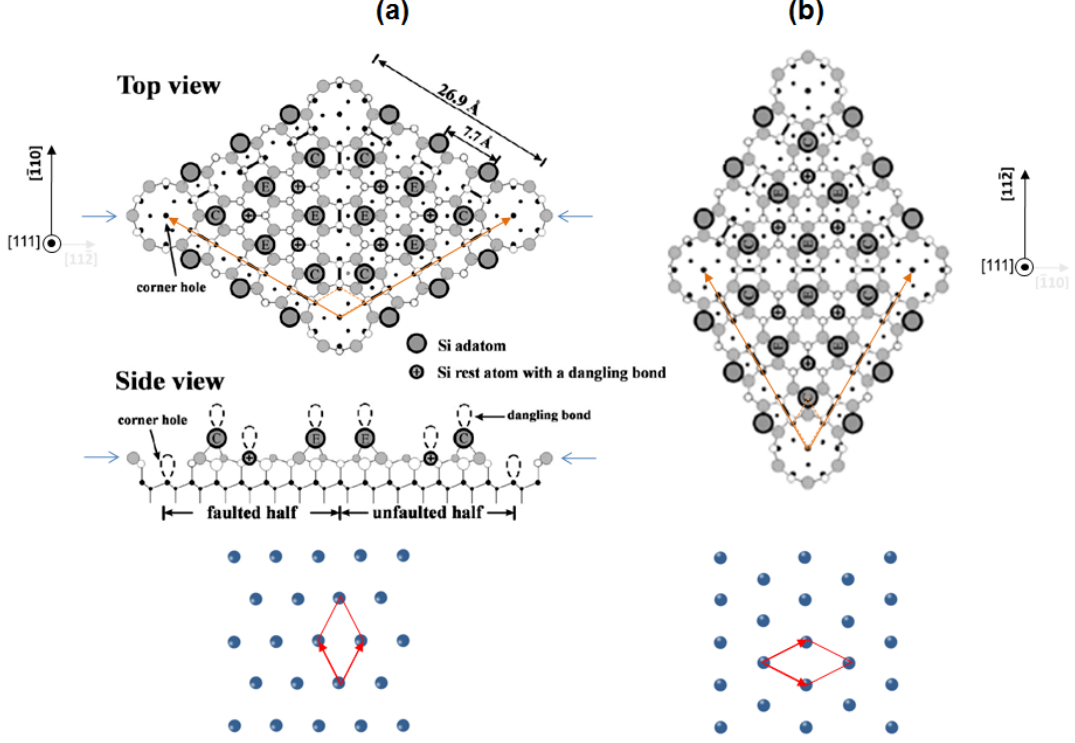 (a)
(b)
Top view
26.9 Å
7.7 Å
[1̄10]
[111]
[112̄]
corner hole
C C
E E
C E E C
E E
C C
Si adatom
Si rest atom with a dangling bond
Side view
corner hole
dangling bond
C E E C
faulted half
unfaulted half
C
E E
C E C
C E C
E E
C
[112̄]
[111]
[1̄10]